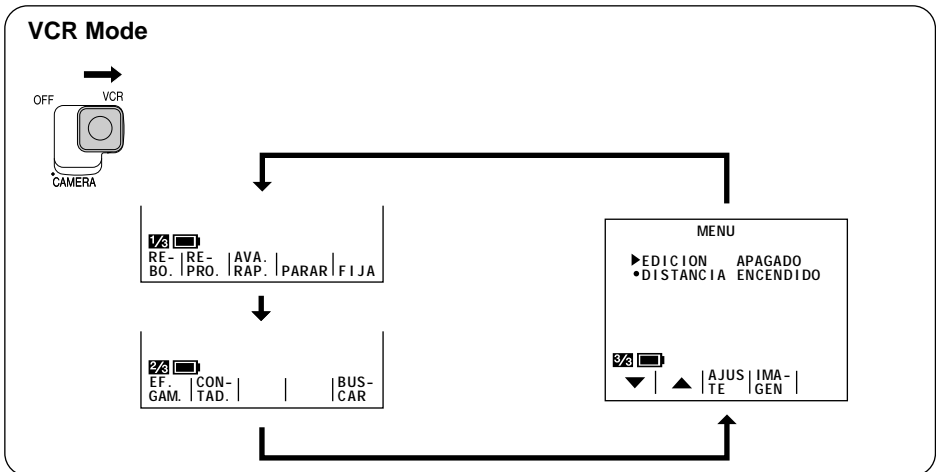 VCR Mode
OFF VCR
CAMERA
1/3
RE- RE- AVA.
BO. PRO. RAP. PARAR FIJA
2/3
EF. CON- BUS-
GAM. TAD. CAR
MENU
▶EDICION APAGADO
•DISTANCIA ENCENDIDO
3/3
▼ ▲ AJUS IMA-
TE GEN